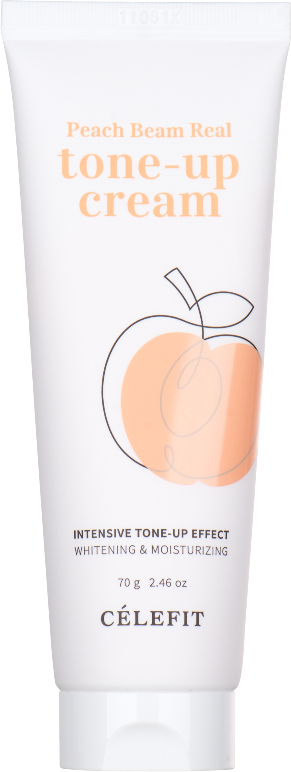 Peach Beam Real
tone-up
cream
INTENSIVE TONE-UP EFFECT
WHITENING & MOISTURIZING
70 g 2.46 oz
CÉLEFIT